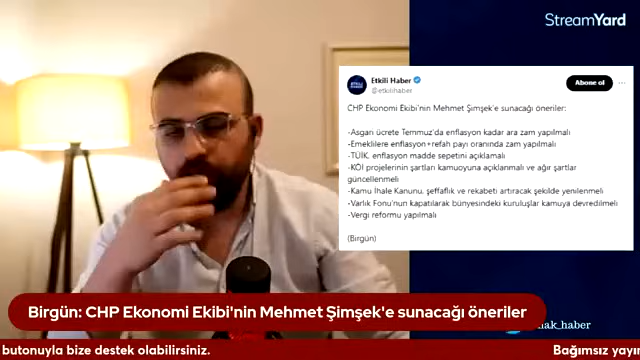 StreamYard
Etkili Haber
@etkilihaber
Abone ol
CHP Ekonomi Ekibi'nin Mehmet Şimşek'e sunacağı öneriler:
-Asgari ücrete Temmuz'da enflasyon kadar ara zam yapılmalı
-Emeklilere enflasyon+refah payı oranında zam yapılmalı
-TÜİK, enflasyon madde sepetini açıklamalı
-KÖİ projelerinin şartları kamuoyuna açıklanmalı ve ağır şartlar
güncellenmeli
-Kamu İhale Kanunu, şeffaflık ve rekabeti artıracak şekilde yenilenmeli
-Varlık Fonu'nun kapatılarak bünyesindeki kuruluşlar kamuya devredilmeli
-Vergi reformu yapılmalı
(Birgün)
Birgün: CHP Ekonomi Ekibi'nin Mehmet Şimşek'e sunacağı öneriler
butonuyla bize destek olabilirsiniz.
Bağımsız yayın